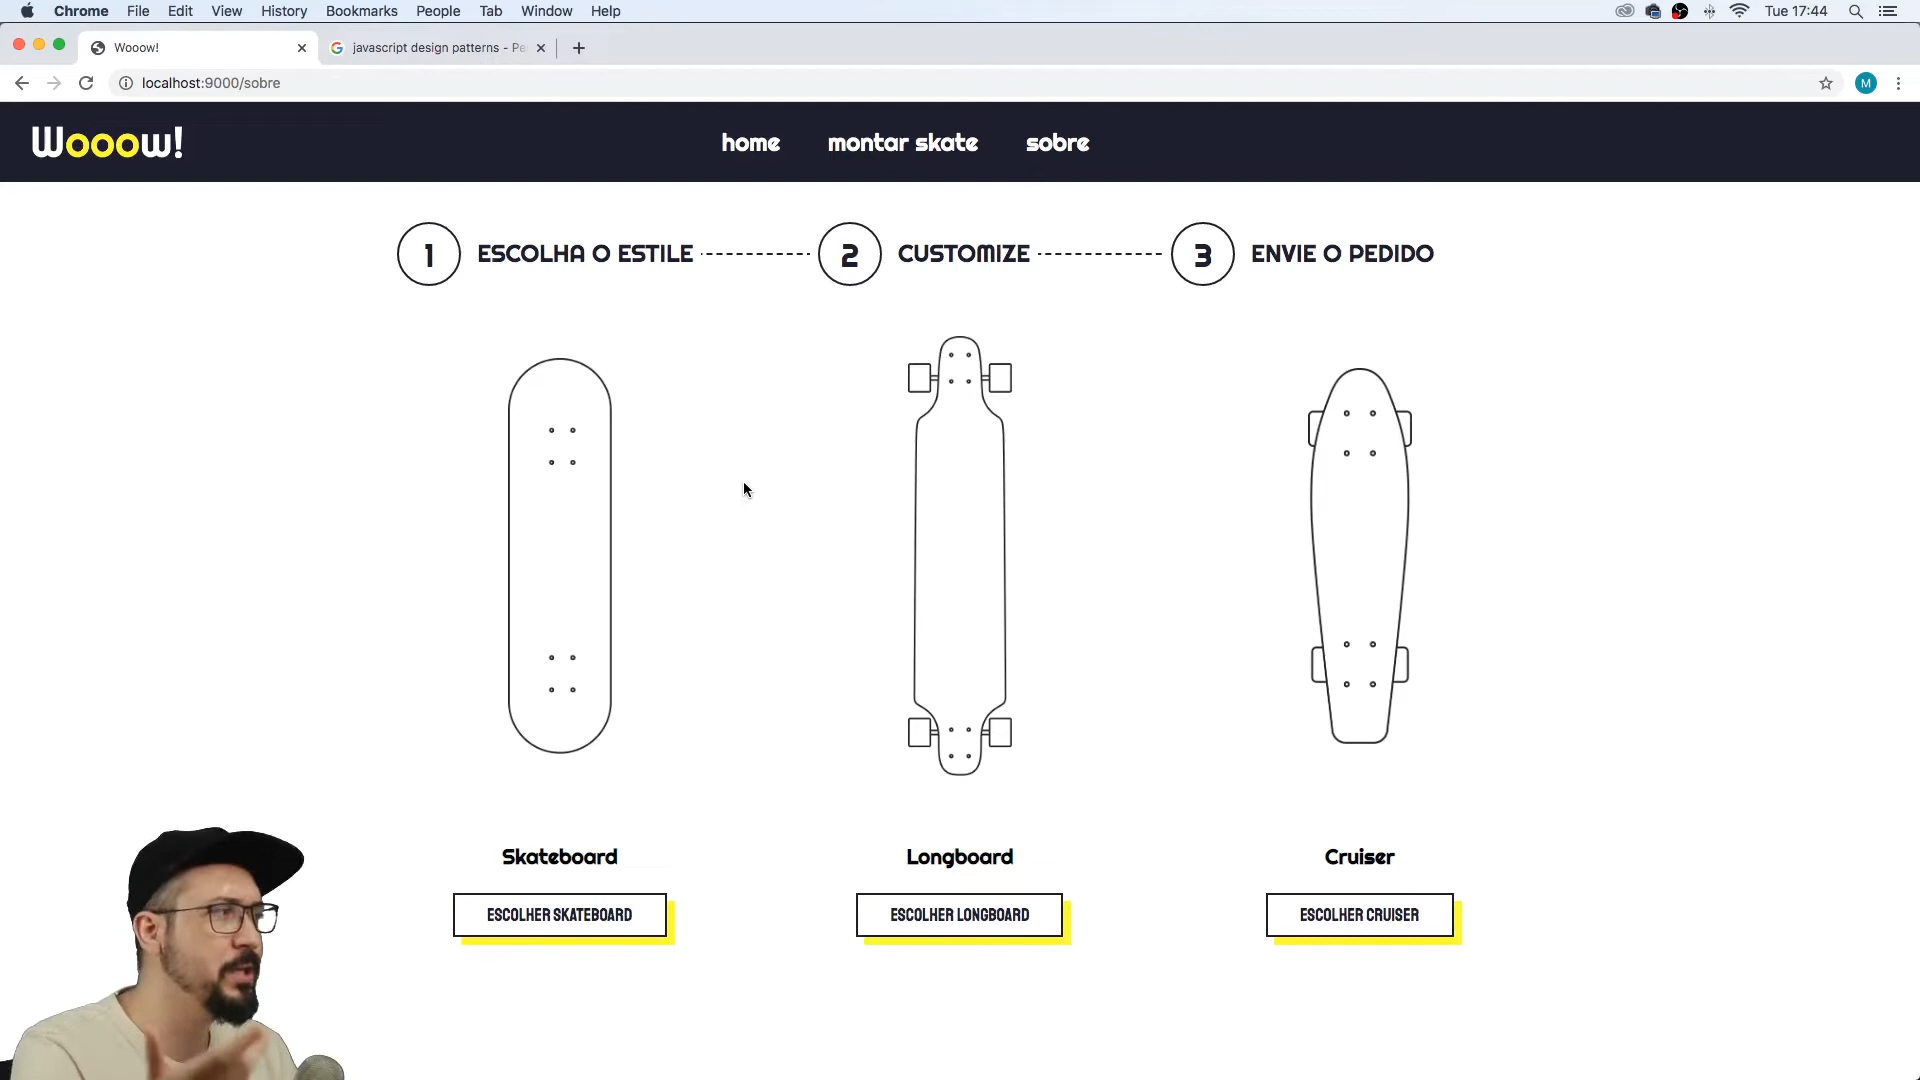 Chrome File Edit View History Bookmarks People Tab Window Help Tue 17:44
Wooow! javascript design patterns - Pe
localhost:9000/sobre M
Wooow! home montar skate sobre
1 ESCOLHA O ESTILE 2 CUSTOMIZE 3 ENVIE O PEDIDO
Skateboard Longboard Cruiser
ESCOLHER SKATEBOARD ESCOLHER LONGBOARD ESCOLHER CRUISER